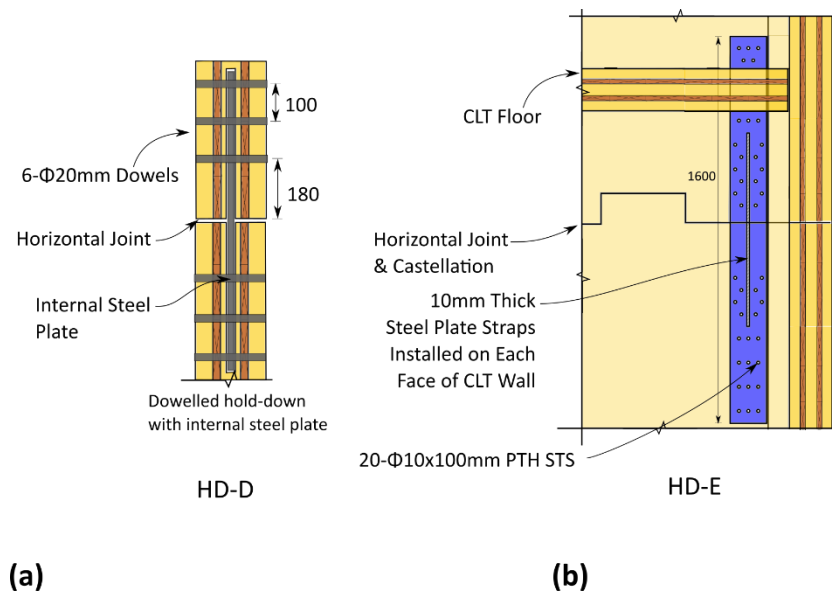 100
6-Φ20mm Dowels
180
Horizontal Joint
Internal Steel
Plate
Dowelled hold-down
with internal steel plate
HD-D
(a)
CLT Floor
1600
Horizontal Joint
& Castellation
10mm Thick
Steel Plate Straps
Installed on Each
Face of CLT Wall
20-Φ10x100mm PTH STS
HD-E
(b)